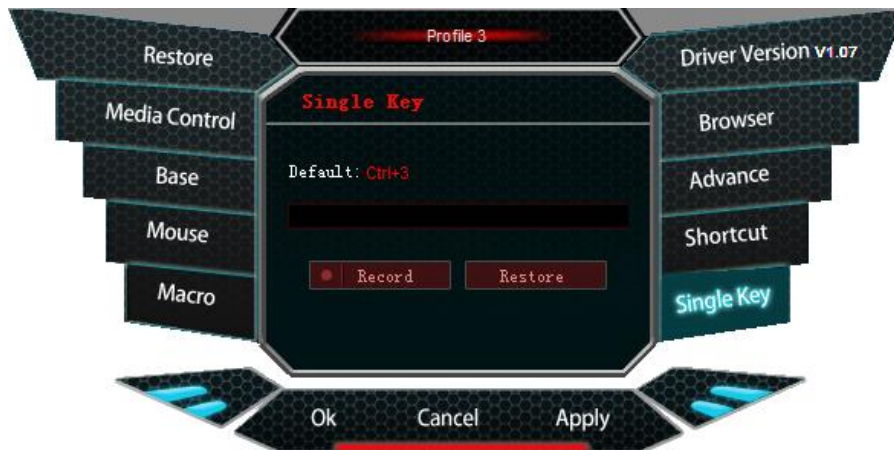 Profile 3
Restore
Driver Version V1.07
Media Control
Single Key
Browser
Base
Default: Ctrl+3
Advance
Mouse
Shortcut
Record
Restore
Macro
Single Key
Ok
Cancel
Apply